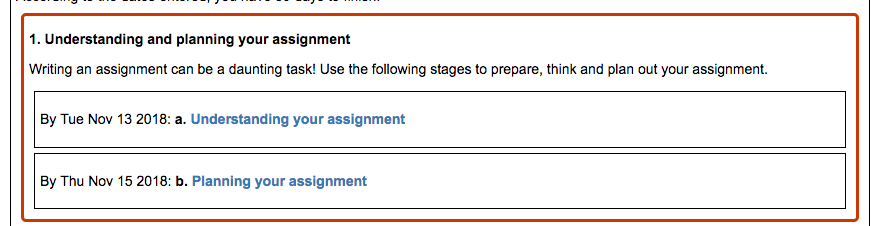 1. Understanding and planning your assignment
Writing an assignment can be a daunting task! Use the following stages to prepare, think and plan out your assignment.
By Tue Nov 13 2018: a. Understanding your assignment
By Thu Nov 15 2018: b. Planning your assignment